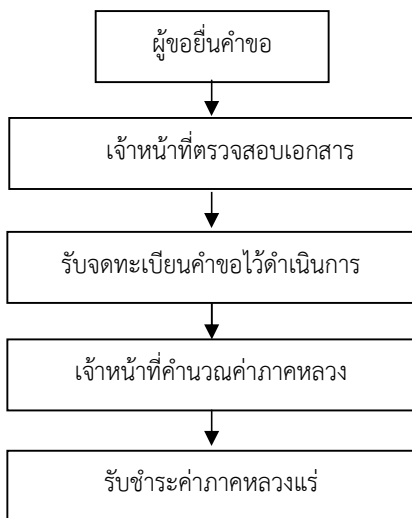 ผู้ขอยื่นคำขอ
เจ้าหน้าที่ตรวจสอบเอกสาร
รับจดทะเบียนคำขอไว้ดำเนินการ
เจ้าหน้าที่คำนวณค่าภาคหลวง
รับชำระค่าภาคหลวงแร่